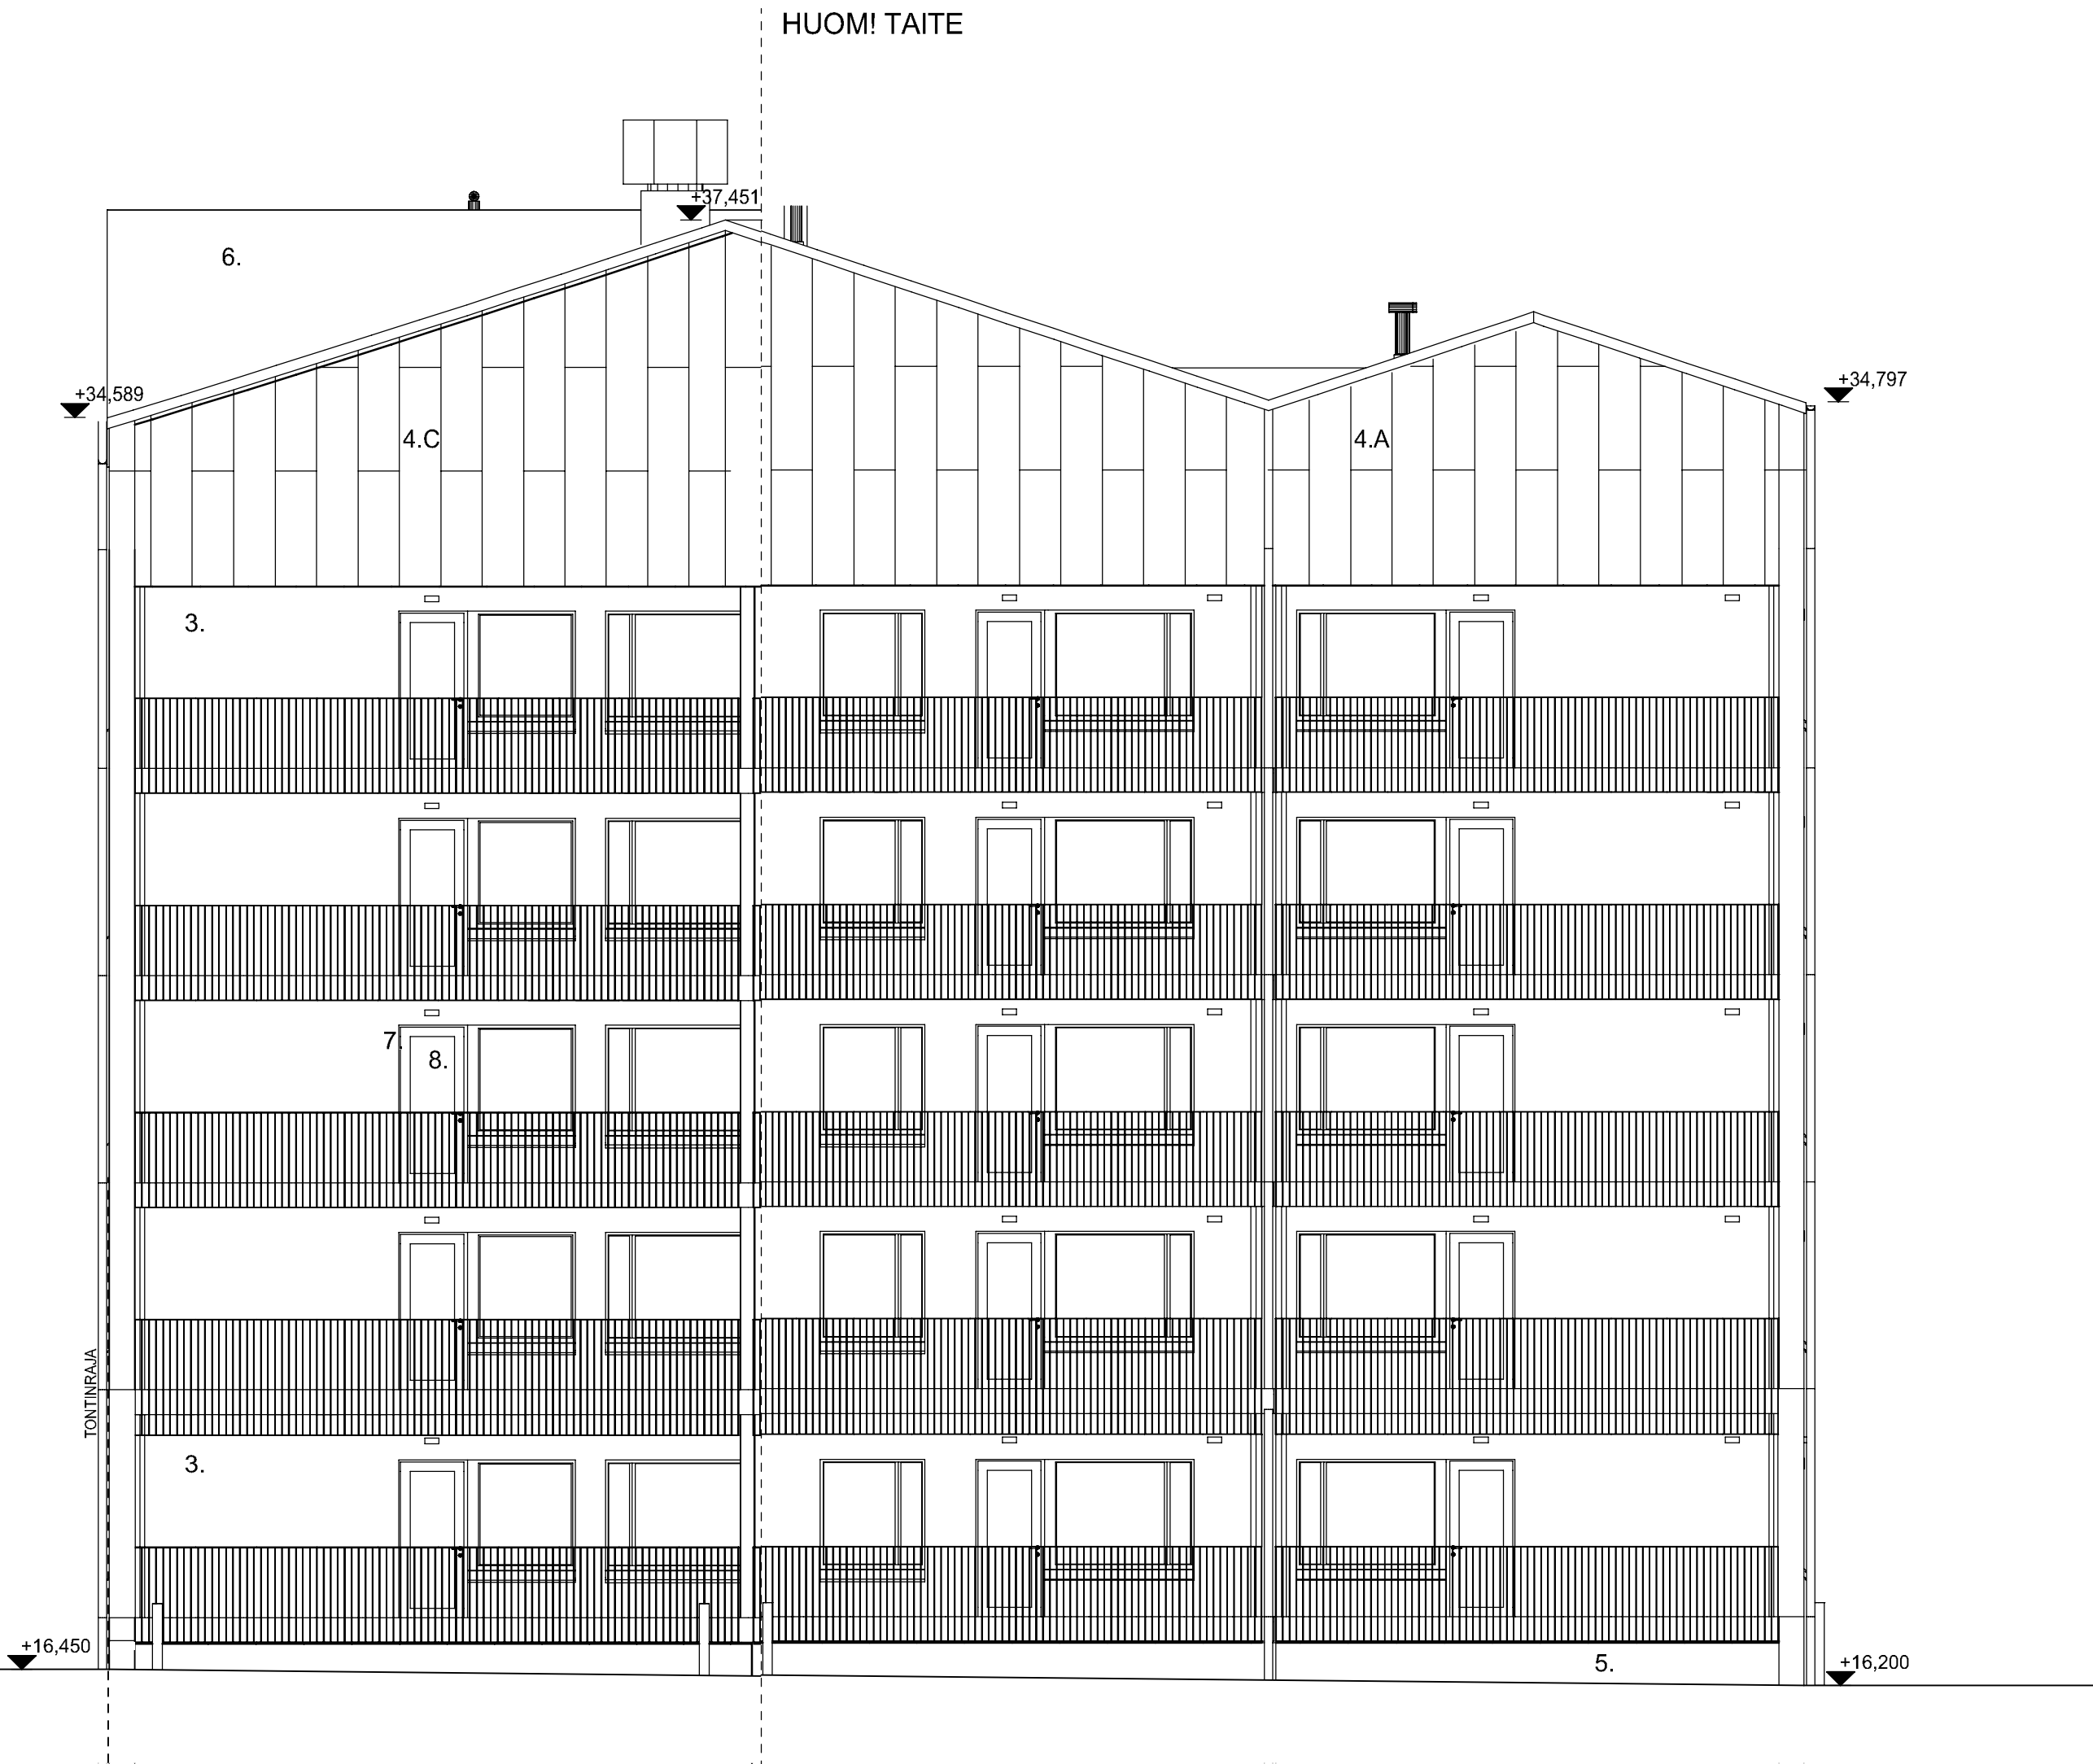 HUOM! TAITE
+37,451
6.
+34,589
+34,797
4.C
4.A
3.
7.
8.
TONTINRAJA
3.
+16,450
5.
+16,200